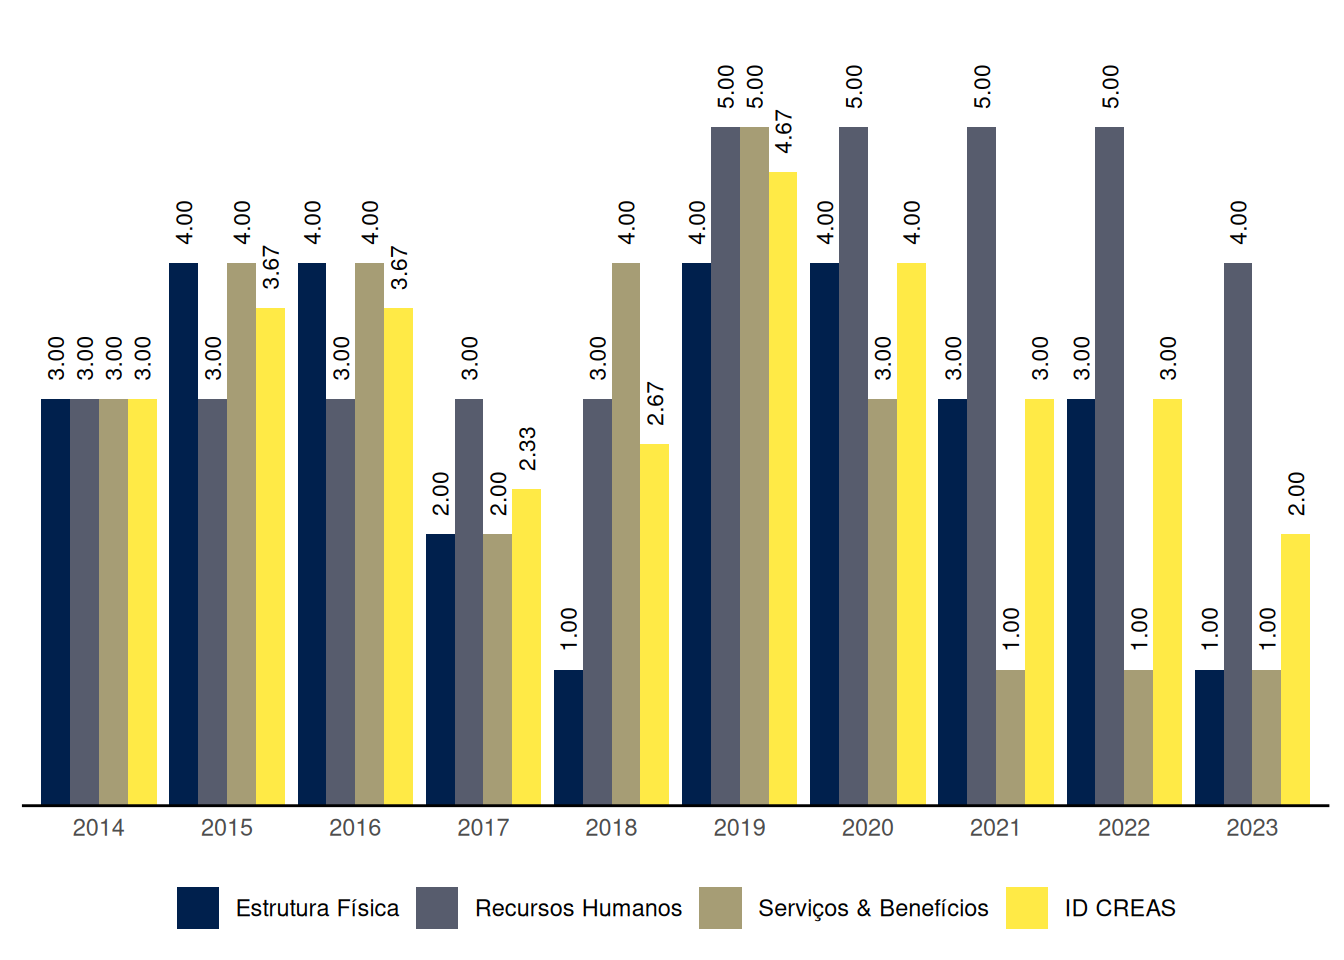 5.00 5.00 5.00 5.00 5.00
4.67
4.00 4.00 4.00 4.00 4.00 4.00 4.00 4.00 4.00
3.67 3.67
3.00 3.00 3.00 3.00 3.00 3.00 3.00 3.00 3.00 3.00 3.00 3.00 3.00
2.67
2.33
2.00 2.00 2.00
1.00 1.00 1.00 1.00 1.00
2014 2015 2016 2017 2018 2019 2020 2021 2022 2023
Estrutura Física Recursos Humanos Serviços & Benefícios ID CREAS